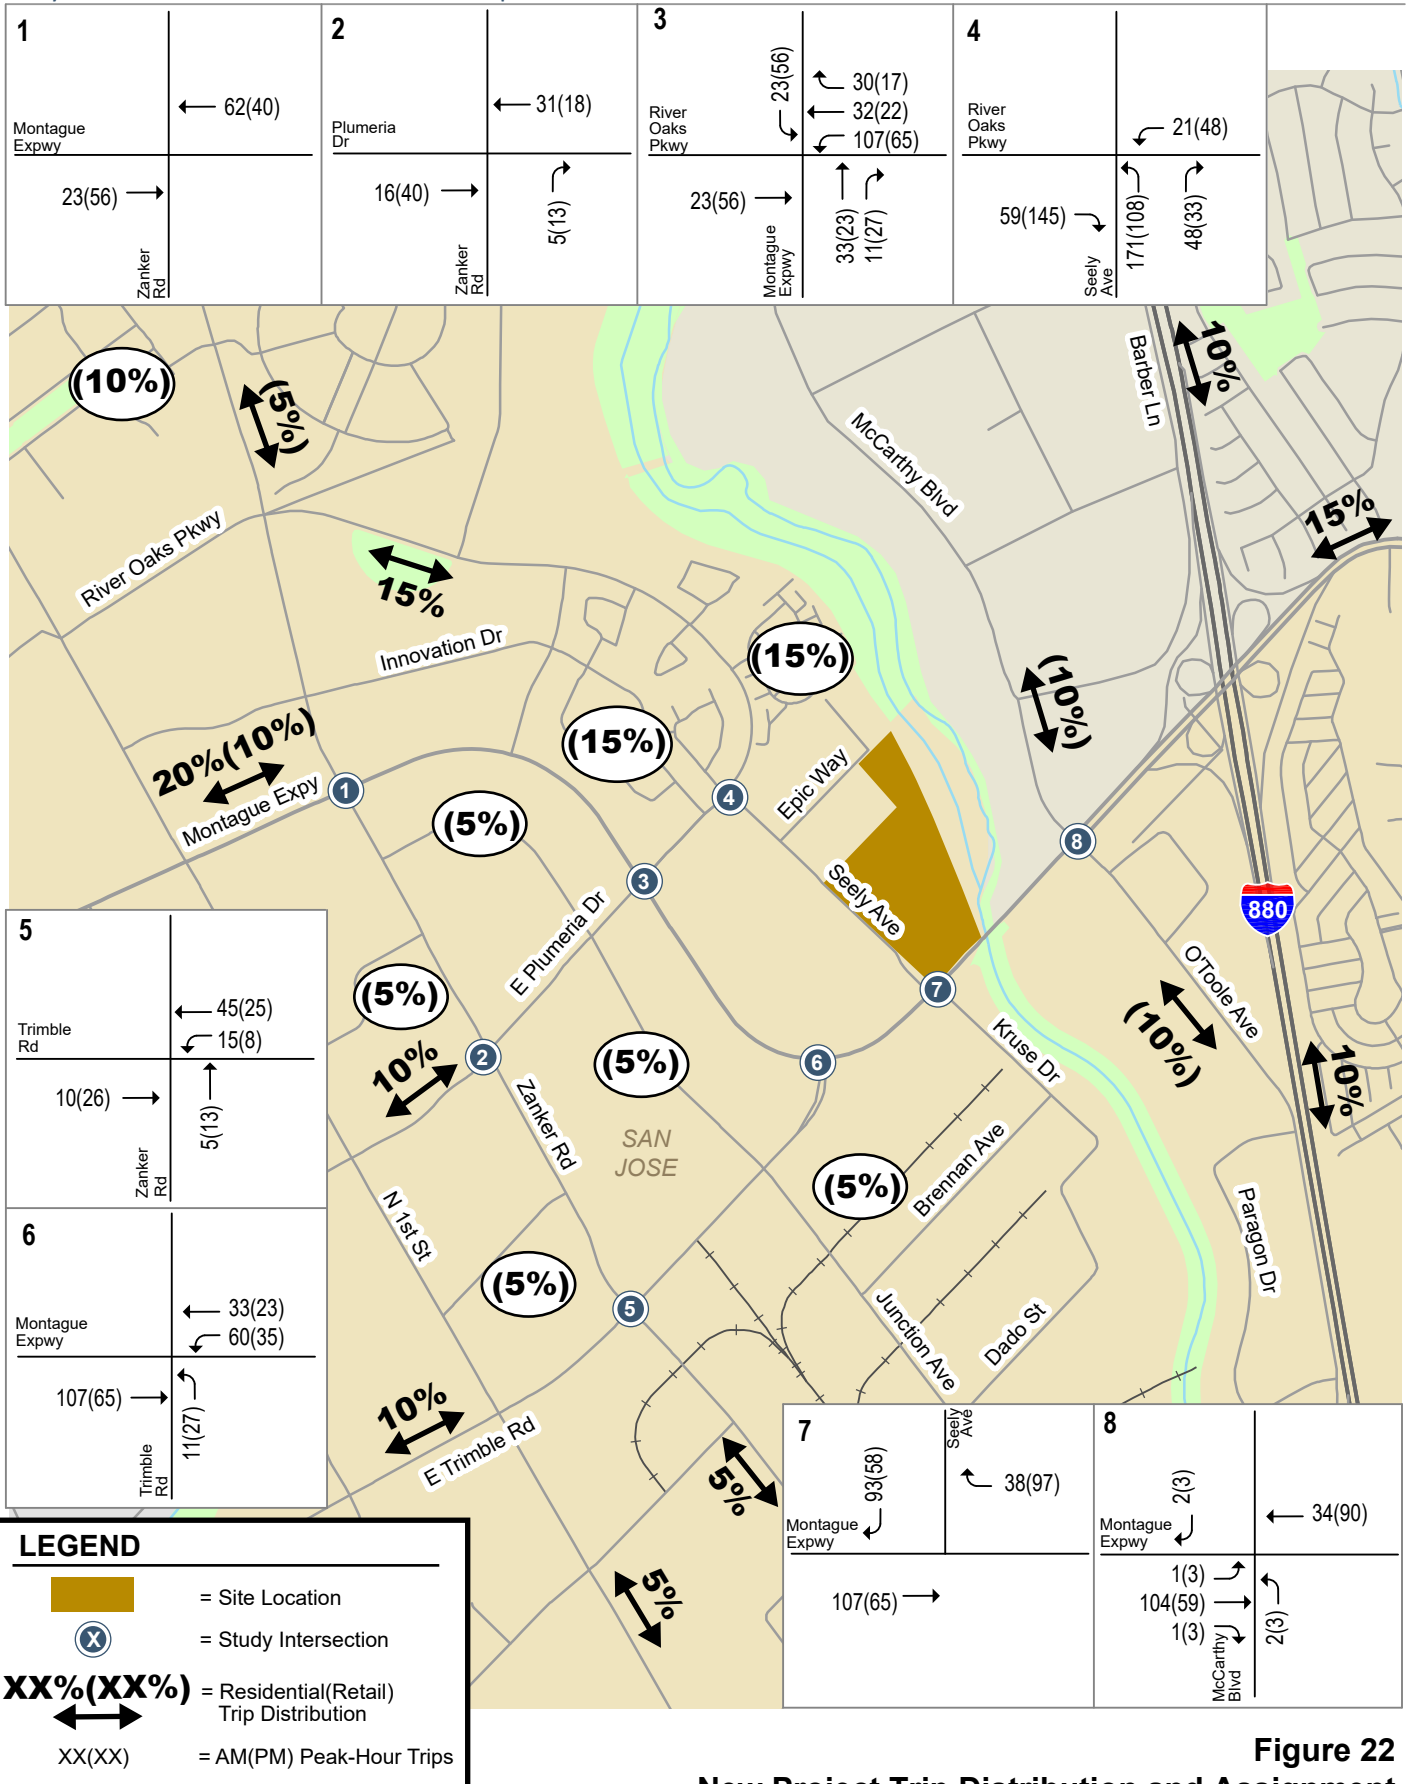 1
62(40)
Montague
Expwy
23(56)
Zanker
Rd
2
31(18)
Plumeria
Dr
16(40)
5(13)
Zanker
Rd
3
23(56)
30(17)
32(22)
107(65)
River
Oaks
Pkwy
23(56)
33(23)
11(27)
Montague
Expwy
4
River
Oaks
Pkwy
21(48)
59(145)
171(108)
48(33)
Seely
Ave
(10%)
(5%)
Barber Ln
10%
McCarthy Blvd
15%
River Oaks Pkwy
15%
Innovation Dr
(15%)
(10%)
20%(10%)
Montague Expy
1
(15%)
4
Epic Way
(5%)
8
3
Seely Ave
880
E Plumeria Dr
(5%)
7
O'Toole Ave
10%
2
(5%)
6
Kruse Dr
(10%)
10%
Zanker Rd
SAN
JOSE
Brennan Ave
(5%)
N 1st St
Paragon Dr
(5%)
5
Junction Ave
Dado St
10%
E Trimble Rd
5%
5%
5
45(25)
Trimble
Rd
15(8)
10(26)
5(13)
Zanker
Rd
6
33(23)
Montague
Expwy
60(35)
107(65)
11(27)
Trimble
Rd
7
Seely
Ave
93(58)
38(97)
Montague
Expwy
107(65)
8
2(3)
34(90)
Montague
Expwy
1(3)
104(59)
1(3)
2(3)
McCarthy
Blvd
LEGEND
= Site Location
X
= Study Intersection
XX%(XX%)
= Residential(Retail)
Trip Distribution
XX(XX)
= AM(PM) Peak-Hour Trips
Figure 22
New Project Trip Distribution and Assignment